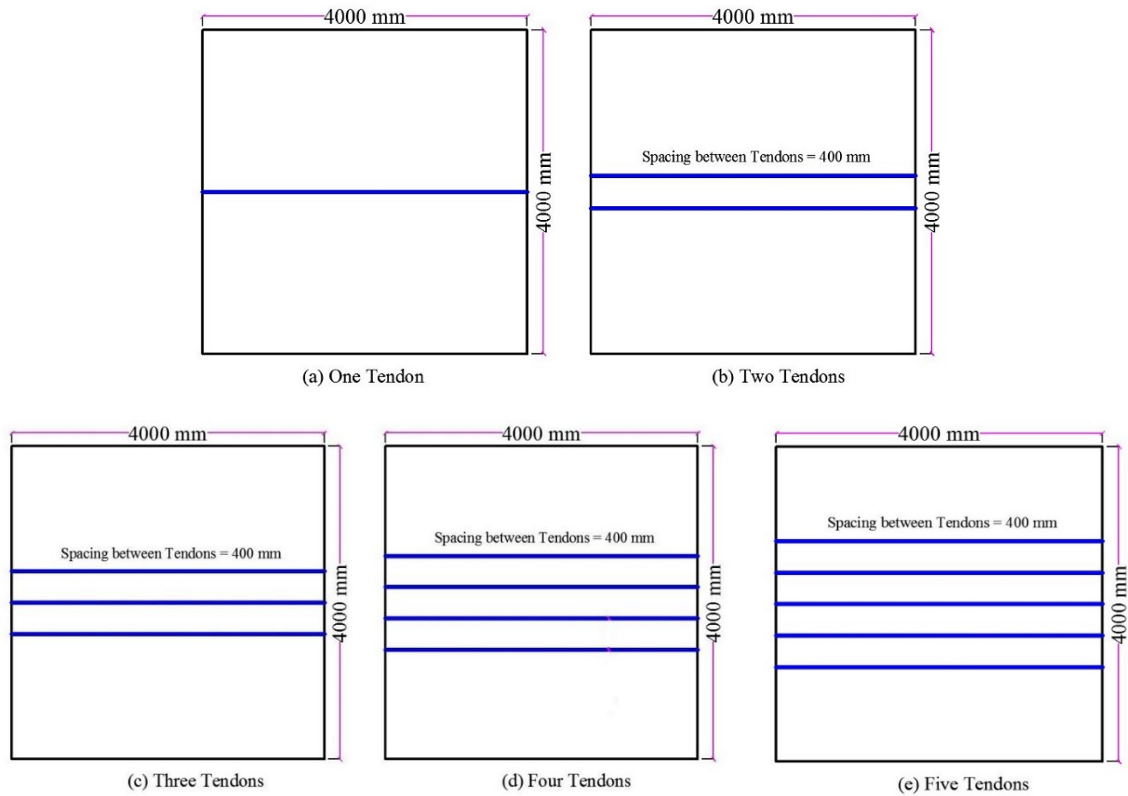 4000 mm
4000 mm
4000 mm
Spacing between Tendons = 400 mm
4000 mm
(a) One Tendon
(b) Two Tendons
4000 mm
Spacing between Tendons = 400 mm
4000 mm
(c) Three Tendons
4000 mm
Spacing between Tendons = 400 mm
4000 mm
(d) Four Tendons
4000 mm
Spacing between Tendons = 400 mm
4000 mm
(e) Five Tendons